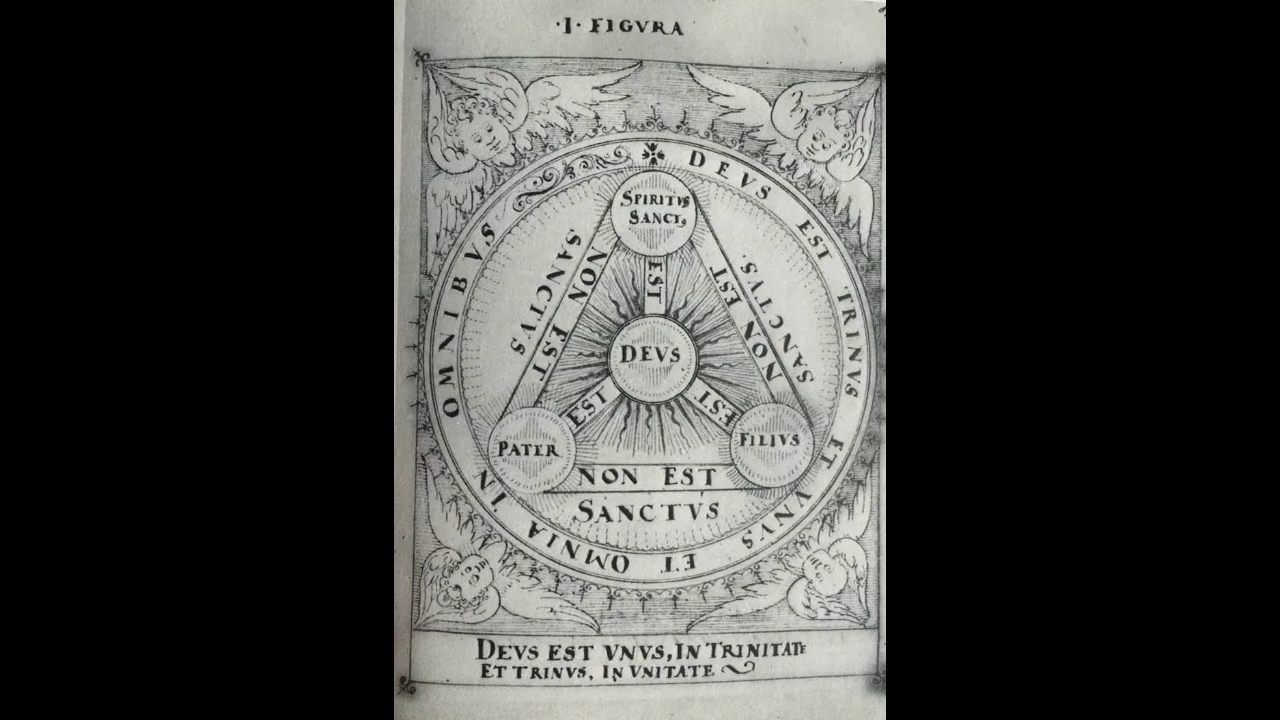 ·I· FIGVRA
DEVS EST TRINVS ET VNVS ET OMNIA IN OMNIBVS
SPIRITVS
SANCT,
SANCTVS
NON EST
EST
NON EST
SANCTVS.
DEVS
EST
EST
PATER
FILIVS
NON EST
SANCTVS
DEVS EST VNVS, IN TRINITATE
ET TRINVS, IN VNITATE